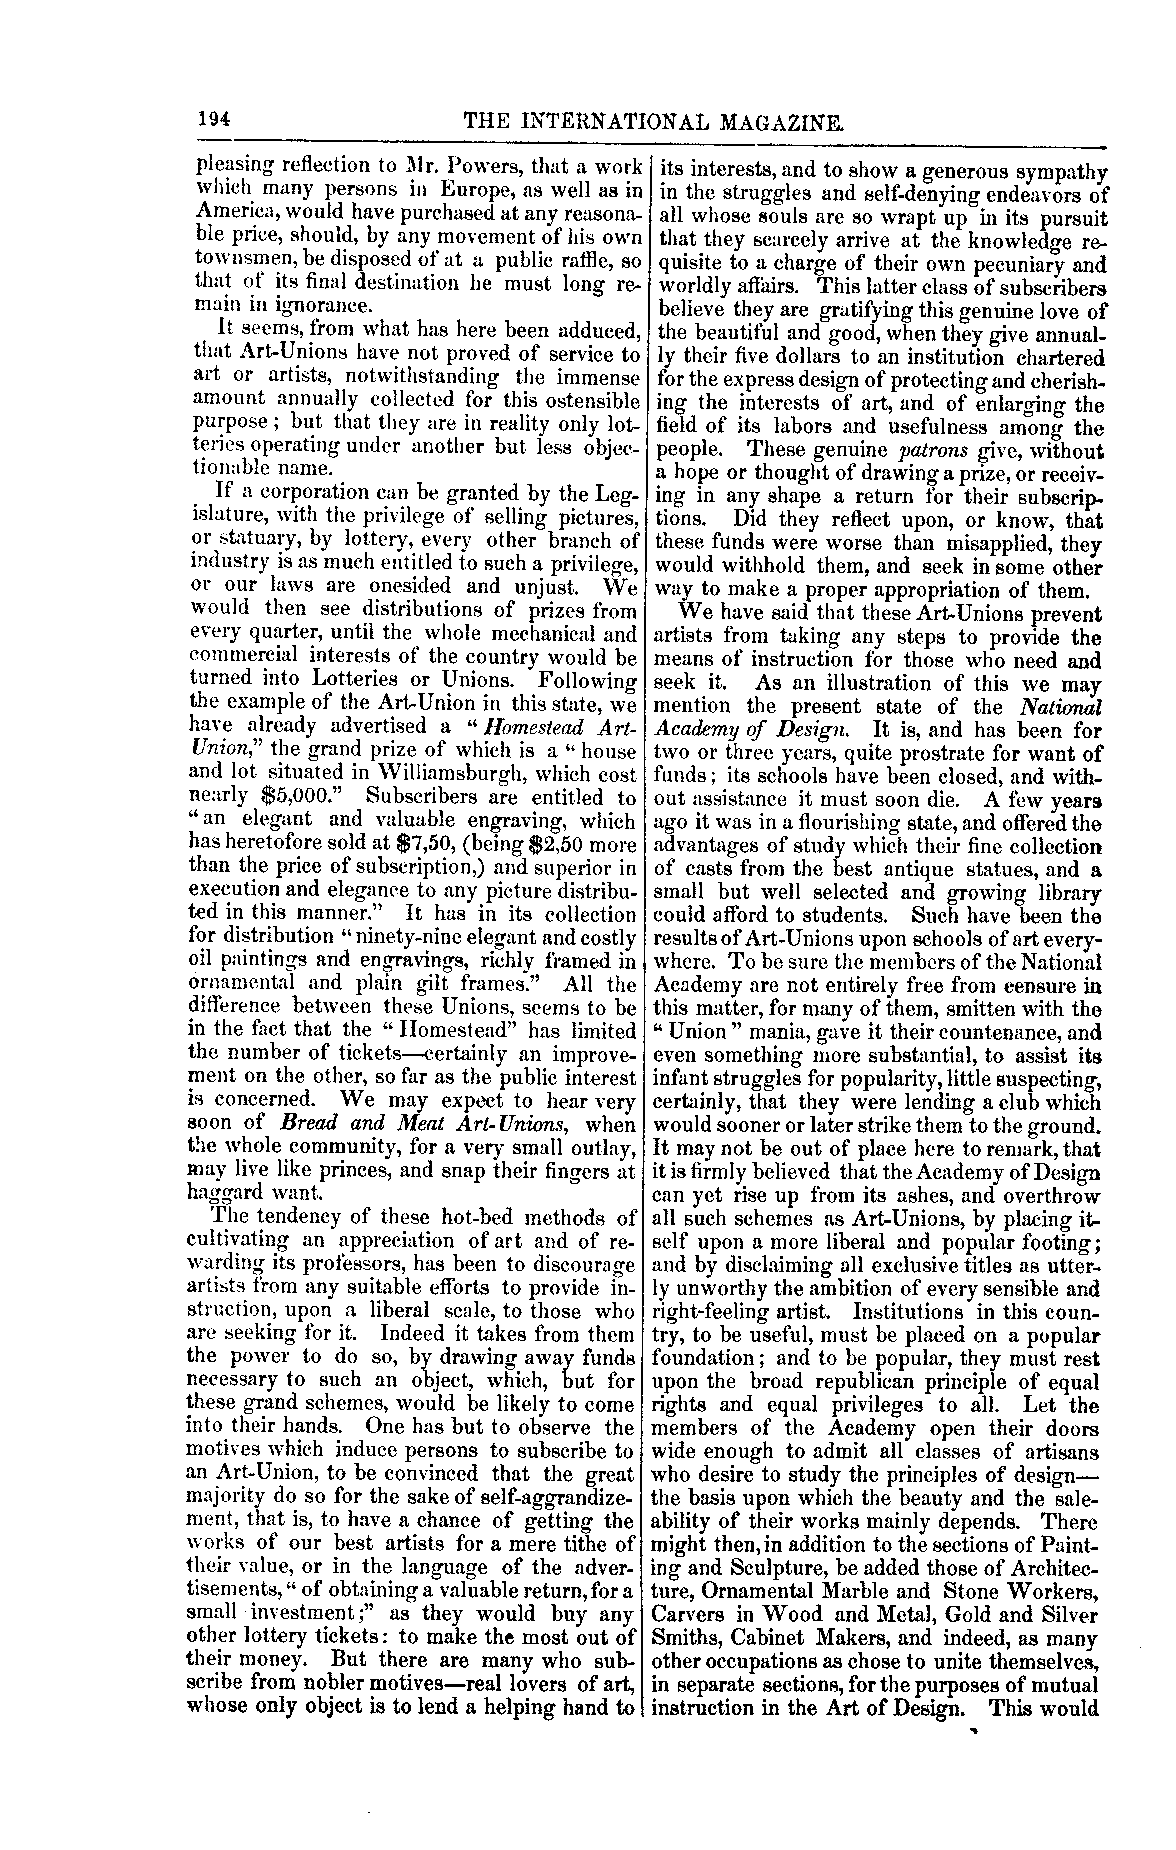 194 THE INTERNATIONAL MAGAZINE.
pleasing reflection to Mr. Powers, that a work
which many persons in Europe, as well as in
America, would have purchased at any reasona-
ble price, should, by any movement of his own
townsmen, be disposed of at a public raffle, so
that of its final destination he must long re-
main in ignorance.
It seems, from what has here been adduced,
that Art-Unions have not proved of service to
art or artists, notwithstanding the immense
amount annually collected for this ostensible
purpose; but that they are in reality only lot-
teries operating under another but less objec-
tionable name.
If a corporation can be granted by the Leg-
islature, with the privilege of selling pictures,
or statuary, by lottery, every other branch of
industry is as much entitled to such a privilege,
or our laws are onesided and unjust. We
would then see distributions of prizes from
every quarter, until the whole mechanical and
commercial interests of the country would be
turned into Lotteries or Unions. Following
the example of the Art-Union in this state, we
have already advertised a "Homestead Art-
Union," the grand prize of which is a "house
and lot situated in Williamsburgh, which cost
nearly $5,000." Subscribers are entitled to
"an elegant and valuable engraving, which
has heretofore sold at $7,50, (being $2,50 more
than the price of subscription,) and superior in
execution and elegance to any picture distribu-
ted in this manner." It has in its collection
for distribution "ninety-nine elegant and costly
oil paintings and engravings, richly framed in
ornamental and plain gilt frames." All the
difference between these Unions, seems to be
in the fact that the "Homestead" has limited
the number of tickets—certainly an improve-
ment on the other, so far as the public interest
is concerned. We may expect to hear very
soon of Bread and Meat Art-Unions, when
the whole community, for a very small outlay,
may live like princes, and snap their fingers at
haggard want.
The tendency of these hot-bed methods of
cultivating an appreciation of art and of re-
warding its professors, has been to discourage
artists from any suitable efforts to provide in-
struction, upon a liberal scale, to those who
are seeking for it. Indeed it takes from them
the power to do so, by drawing away funds
necessary to such an object, which, but for
these grand schemes, would be likely to come
into their hands. One has but to observe the
motives which induce persons to subscribe to
an Art-Union, to be convinced that the great
majority do so for the sake of self-aggrandize-
ment, that is, to have a chance of getting the
works of our best artists for a mere tithe of
their value, or in the language of the adver-
tisements, "of obtaining a valuable return, for a
small investment;" as they would buy any
other lottery tickets: to make the most out of
their money. But there are many who sub-
scribe from nobler motives—real lovers of art,
whose only object is to lend a helping hand to
its interests, and to show a generous sympathy
in the struggles and self-denying endeavors of
all whose souls are so wrapt up in its pursuit
that they scarcely arrive at the knowledge re-
quisite to a charge of their own pecuniary and
worldly affairs. This latter class of subscribers
believe they are gratifying this genuine love of
the beautiful and good, when they give annual-
ly their five dollars to an institution chartered
for the express design of protecting and cherish-
ing the interests of art, and of enlarging the
field of its labors and usefulness among the
people. These genuine patrons give, without
a hope or thought of drawing a prize, or receiv-
ing in any shape a return for their subscrip-
tions. Did they reflect upon, or know, that
these funds were worse than misapplied, they
would withhold them, and seek in some other
way to make a proper appropriation of them.
We have said that these Art-Unions prevent
artists from taking any steps to provide the
means of instruction for those who need and
seek it. As an illustration of this we may
mention the present state of the National
Academy of Design. It is, and has been for
two or three years, quite prostrate for want of
funds; its schools have been closed, and with-
out assistance it must soon die. A few years
ago it was in a flourishing state, and offered the
advantages of study which their fine collection
of casts from the best antique statues, and a
small but well selected and growing library
could afford to students. Such have been the
results of Art-Unions upon schools of art every-
where. To be sure the members of the National
Academy are not entirely free from censure in
this matter, for many of them, smitten with the
"Union" mania, gave it their countenance, and
even something more substantial, to assist its
infant struggles for popularity, little suspecting,
certainly, that they were lending a club which
would sooner or later strike them to the ground.
It may not be out of place here to remark, that
it is firmly believed that the Academy of Design
can yet rise up from its ashes, and overthrow
all such schemes as Art-Unions, by placing it-
self upon a more liberal and popular footing;
and by disclaiming all exclusive titles as utter-
ly unworthy the ambition of every sensible and
right-feeling artist. Institutions in this coun-
try, to be useful, must be placed on a popular
foundation; and to be popular, they must rest
upon the broad republican principle of equal
rights and equal privileges to all. Let the
members of the Academy open their doors
wide enough to admit all classes of artisans
who desire to study the principles of design—
the basis upon which the beauty and the sale-
ability of their works mainly depends. There
might then, in addition to the sections of Paint-
ing and Sculpture, be added those of Architec-
ture, Ornamental Marble and Stone Workers,
Carvers in Wood and Metal, Gold and Silver
Smiths, Cabinet Makers, and indeed, as many
other occupations as chose to unite themselves,
in separate sections, for the purposes of mutual
instruction in the Art of Design. This would